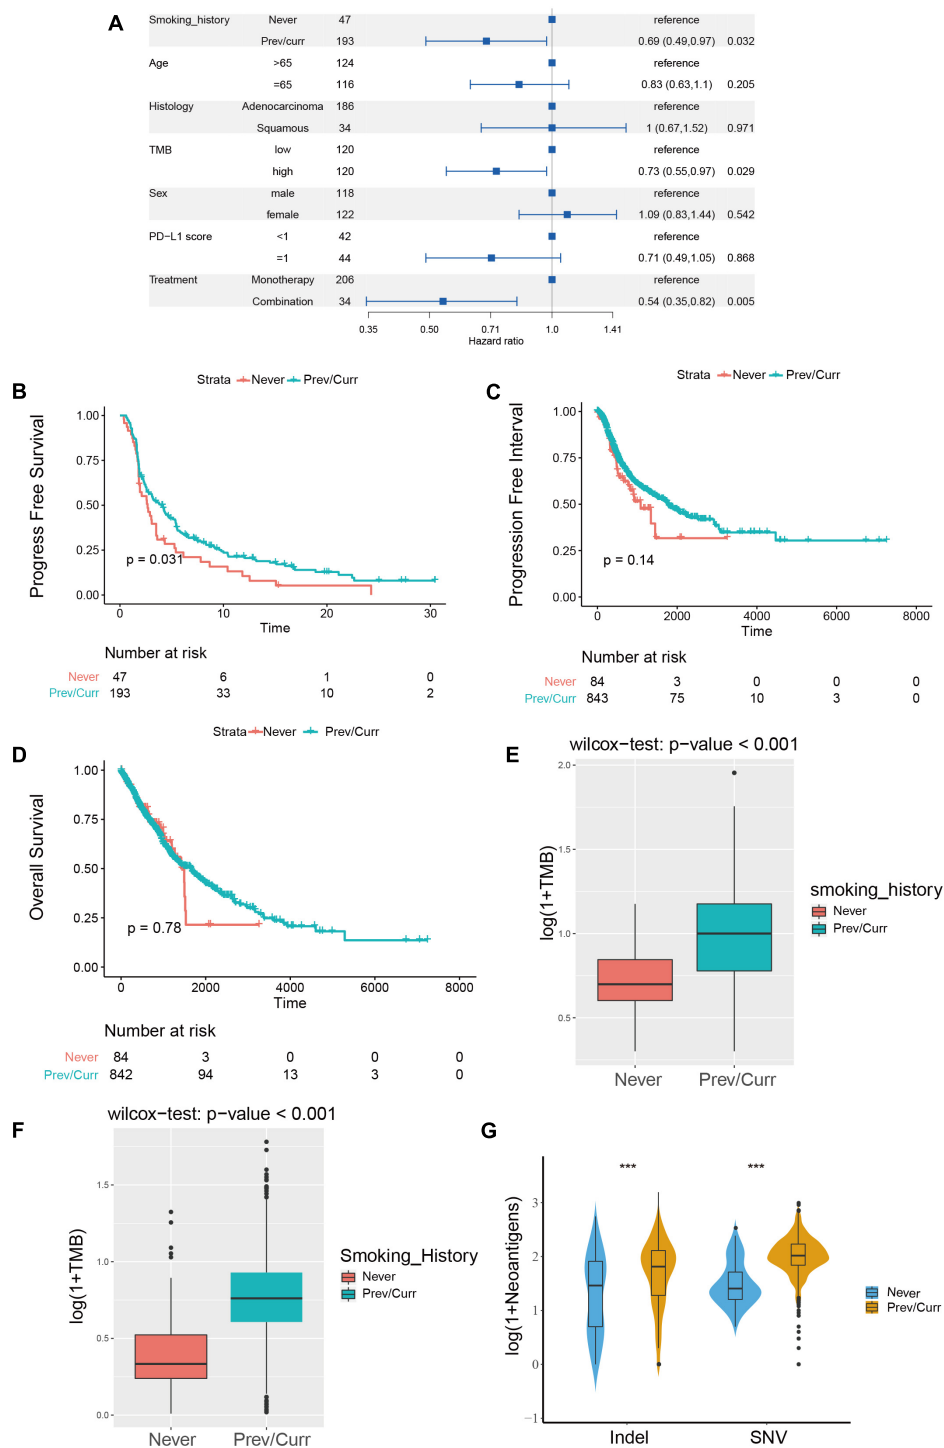 A
Smoking_history Never 47 reference
Prev/curr 193 0.69 (0.49,0.97) 0.032
Age >65 124 reference
=65 116 0.83 (0.63,1.1) 0.205
Histology Adenocarcinoma 186 reference
Squamous 34 1 (0.67,1.52) 0.971
TMB low 120 reference
high 120 0.73 (0.55,0.97) 0.029
Sex male 118 reference
female 122 1.09 (0.83,1.44) 0.542
PD-L1 score <1 42 reference
=1 44 0.71 (0.49,1.05) 0.868
Treatment Monotherapy 206 reference
Combination 34 0.54 (0.35,0.82) 0.005
0.35 0.50 0.71 1.0 1.41
Hazard ratio
B
Strata Never Prev/Curr
Progress Free Survival
1.00
0.75
0.50
0.25
0.00
p = 0.031
0 10 20 30
Time
Number at risk
Never 47 6 1 0
Prev/Curr 193 33 10 2
C
Strata Never Prev/Curr
Progression Free Interval
1.00
0.75
0.50
0.25
0.00
p = 0.14
0 2000 4000 6000 8000
Time
Number at risk
Never 84 3 0 0 0
Prev/Curr 843 75 10 3 0
D
Strata Never Prev/Curr
Overall Survival
1.00
0.75
0.50
0.25
0.00
p = 0.78
0 2000 4000 6000 8000
Time
Number at risk
Never 84 3 0 0 0
Prev/Curr 842 94 13 3 0
E
wilcox-test: p-value < 0.001
log(1+TMB)
2.0
1.5
1.0
0.5
Never Prev/Curr
smoking_history
Never
Prev/Curr
F
wilcox-test: p-value < 0.001
log(1+TMB)
1.5
1.0
0.5
0.0
Never Prev/Curr
Smoking_History
Never
Prev/Curr
G
log(1+Nsoantigens)
*** ***
3
2
1
0
-1
Indel SNV
Never
Prev/Curr